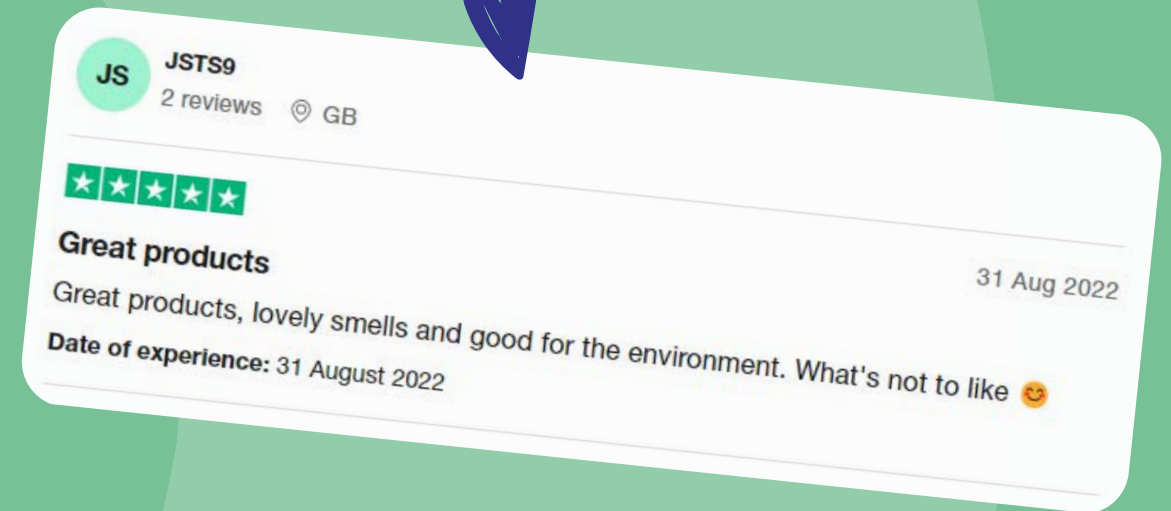 JS
JSTS9
2 reviews GB
Great products
31 Aug 2022
Great products, lovely smells and good for the environment. What's not to like 😊
Date of experience: 31 August 2022